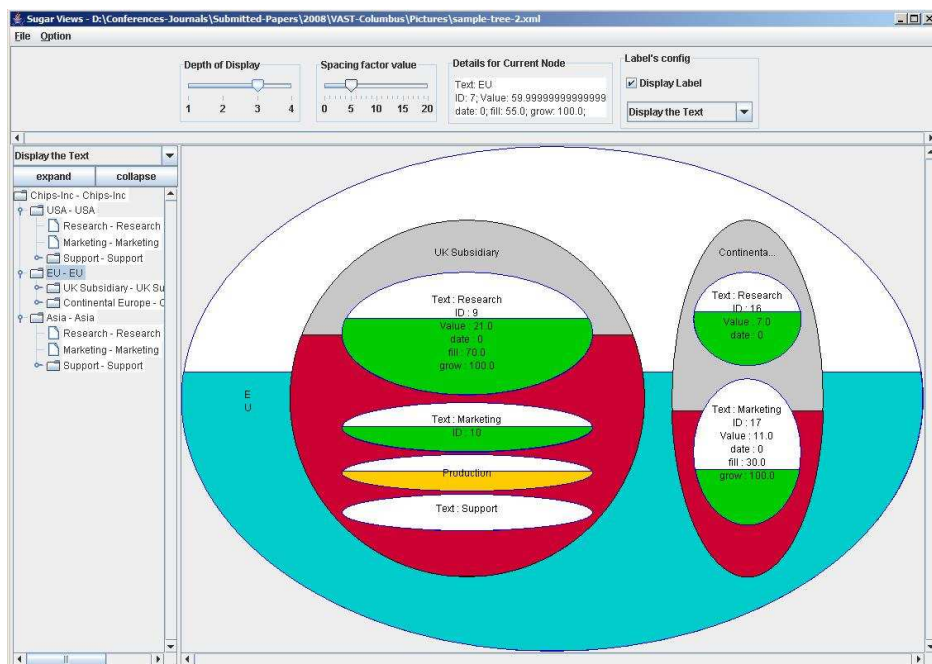 Sugar Views - D:\Conferences-Journals\Submitted-Papers\2008\VAST-Columbus\Pictures\sample-tree-2.xml
File Option
Depth of Display
1 2 3 4
Spacing factor value
0 5 10 15 20
Details for Current Node
Text: EU
ID: 7; Value: 59.99999999999999
date: 0; fill: 55.0; grow: 100.0;
Label's config
Display Label
Display the Text
Display the Text
expand collapse
Chips-Inc - Chips-Inc
USA - USA
Research - Research
Marketing - Marketing
Support - Support
EU - EU
UK Subsidiary - UK Su
Continental Europe - C
Asia - Asia
Research - Research
Marketing - Marketing
Support - Support
E
U
UK Subsidiary
Text : Research
ID : 9
Value : 21.0
date : 0
fill : 70.0
grow : 100.0
Text : Marketing
ID : 10
Production
Text : Support
Continenta...
Text : Research
ID : 16
Value : 7.0
date : 0
Text : Marketing
ID : 17
Value : 11.0
date : 0
fill : 30.0
grow : 100.0